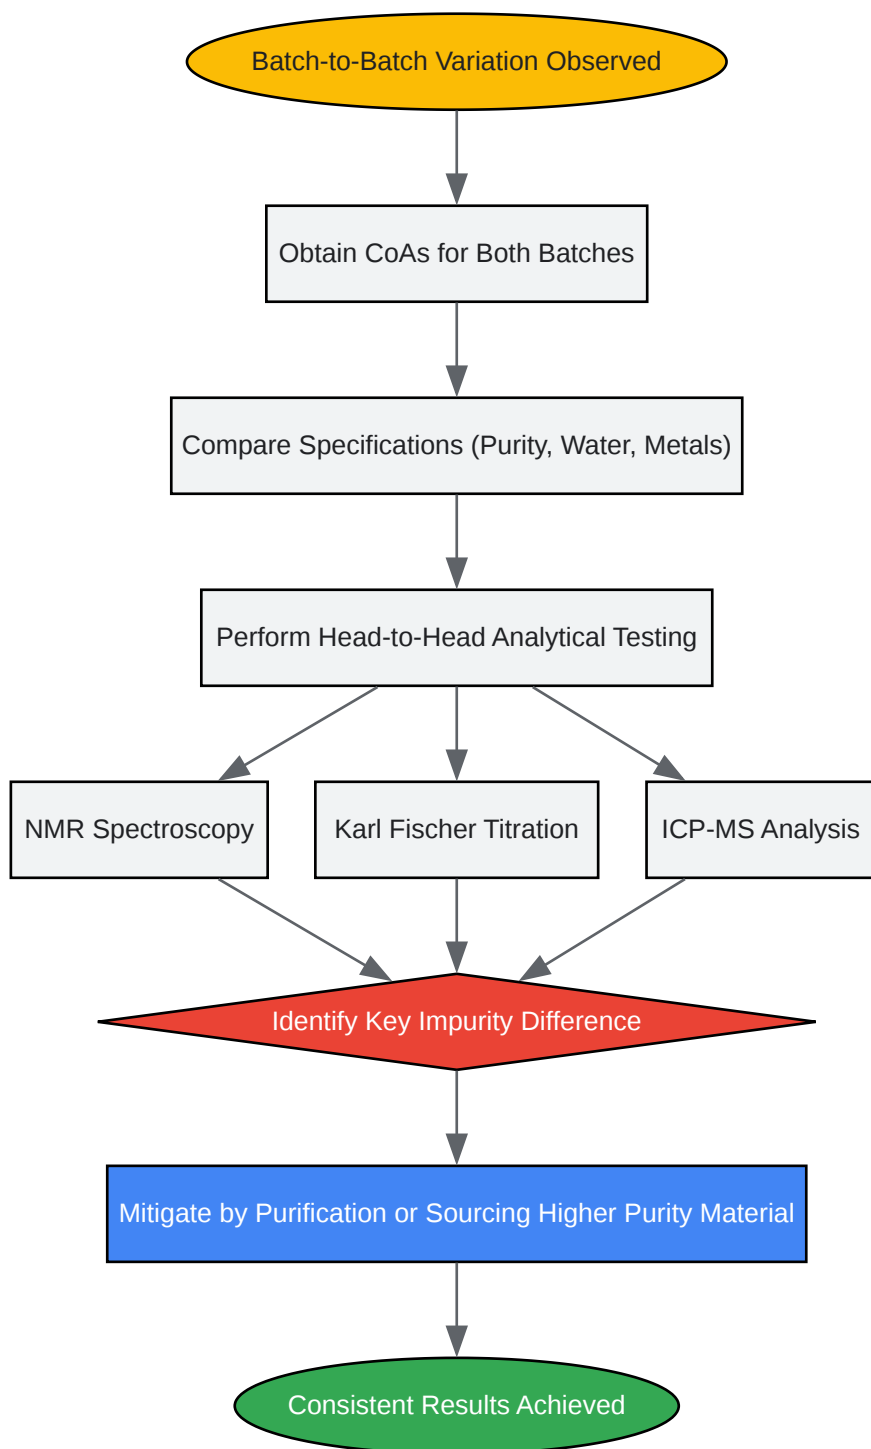 Batch-to-Batch Variation Observed
Obtain CoAs for Both Batches
Compare Specifications (Purity, Water, Metals)
Perform Head-to-Head Analytical Testing
NMR Spectroscopy
Karl Fischer Titration
ICP-MS Analysis
Identify Key Impurity Difference
Mitigate by Purification or Sourcing Higher Purity Material
Consistent Results Achieved